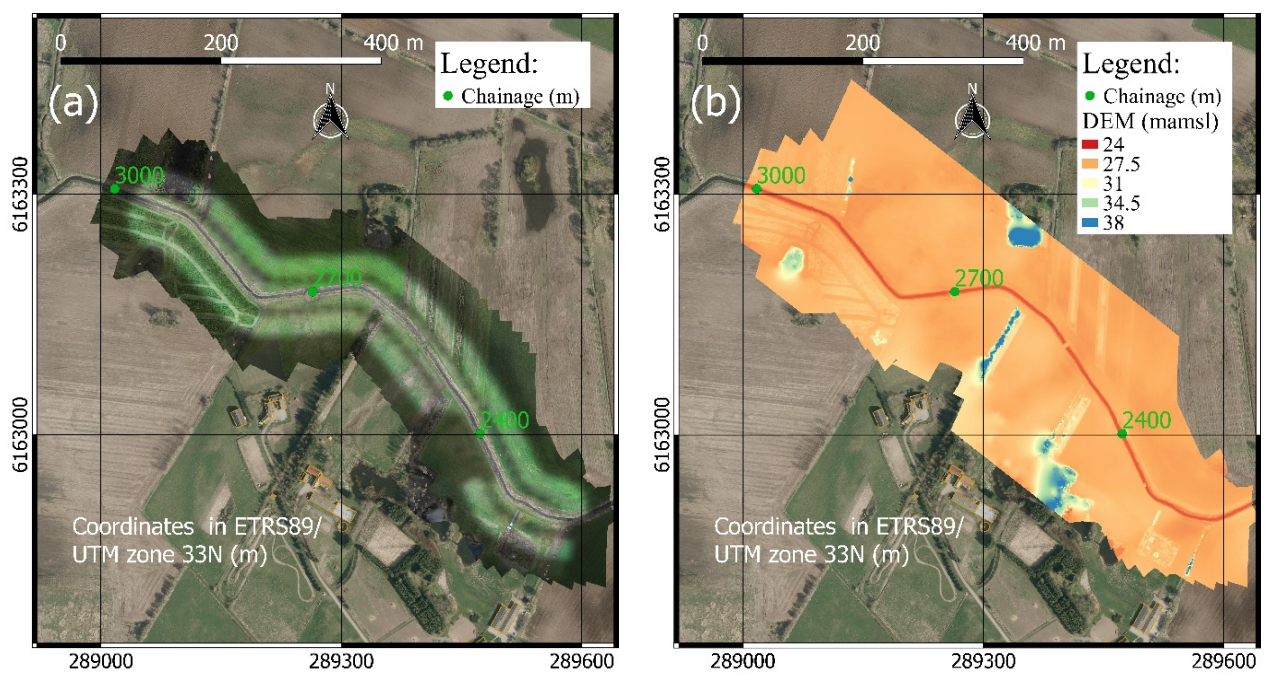 0 200 400 m
Legend:
Chainage (m)
(a)
N
3000
2700
2400
6163300
6163000
Coordinates in ETRS89/
UTM zone 33N (m)
289000 289300 289600
0 200 400 m
Legend:
Chainage (m)
DEM (mamsl)
24
27.5
31
34.5
38
(b)
N
3000
2700
2400
6163300
6163000
Coordinates in ETRS89/
UTM zone 33N (m)
289000 289300 289600